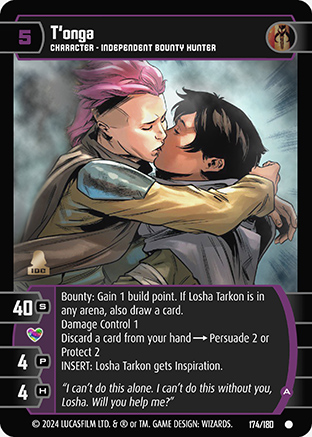 5
T'onga
CHARACTER - INDEPENDENT BOUNTY HUNTER
IDC
40 S
Bounty: Gain 1 build point. If Losha Tarkon is in
any arena, also draw a card.
Damage Control 1
Discard a card from your hand → Persuade 2 or
Protect 2
4 P
INSERT: Losha Tarkon gets Inspiration.
4 H
“I can't do this alone. I can't do this without you,
Losha. Will you help me?”
A
© 2024 LUCASFILM LTD. & ® or TM. GAME DESIGN: WIZARDS. 174/180